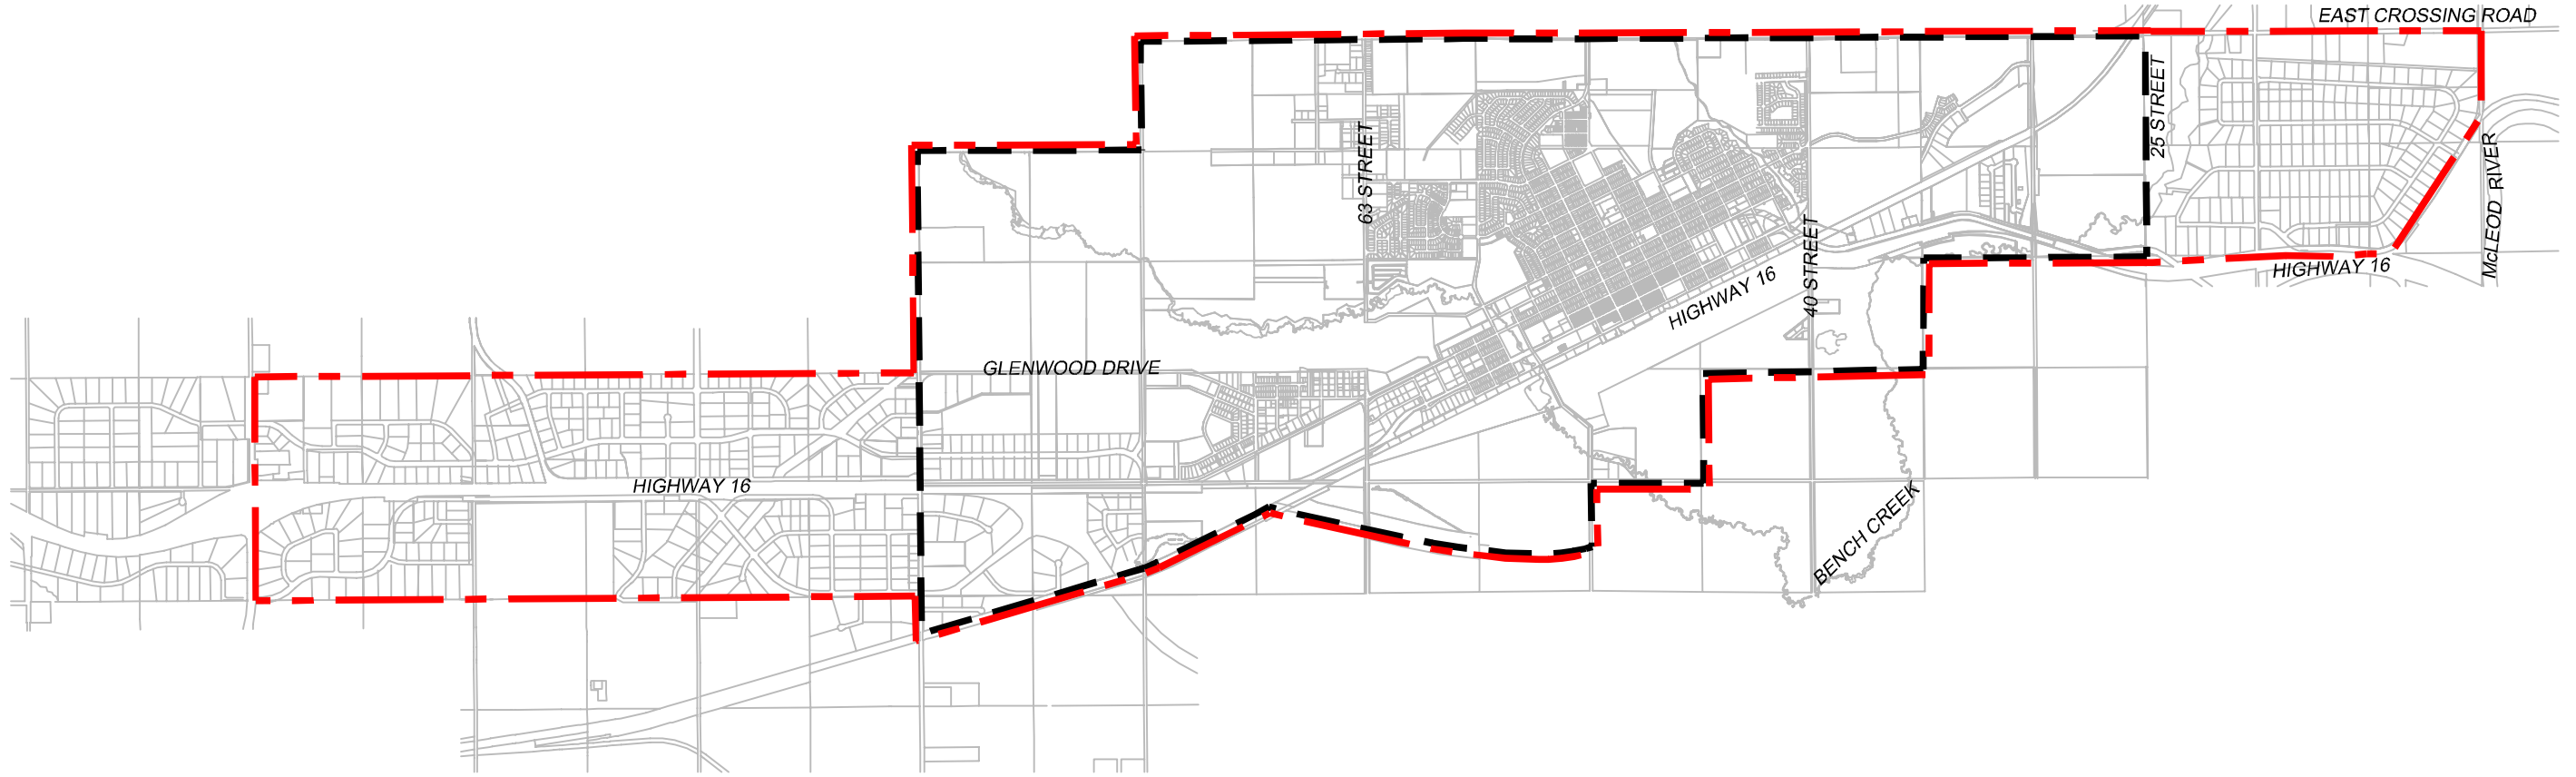 EAST CROSSING ROAD
25 STREET
63 STREET
McLEOD RIVER
40 STREET
HIGHWAY 16
HIGHWAY 16
GLENWOOD DRIVE
HIGHWAY 16
BENCH CREEK